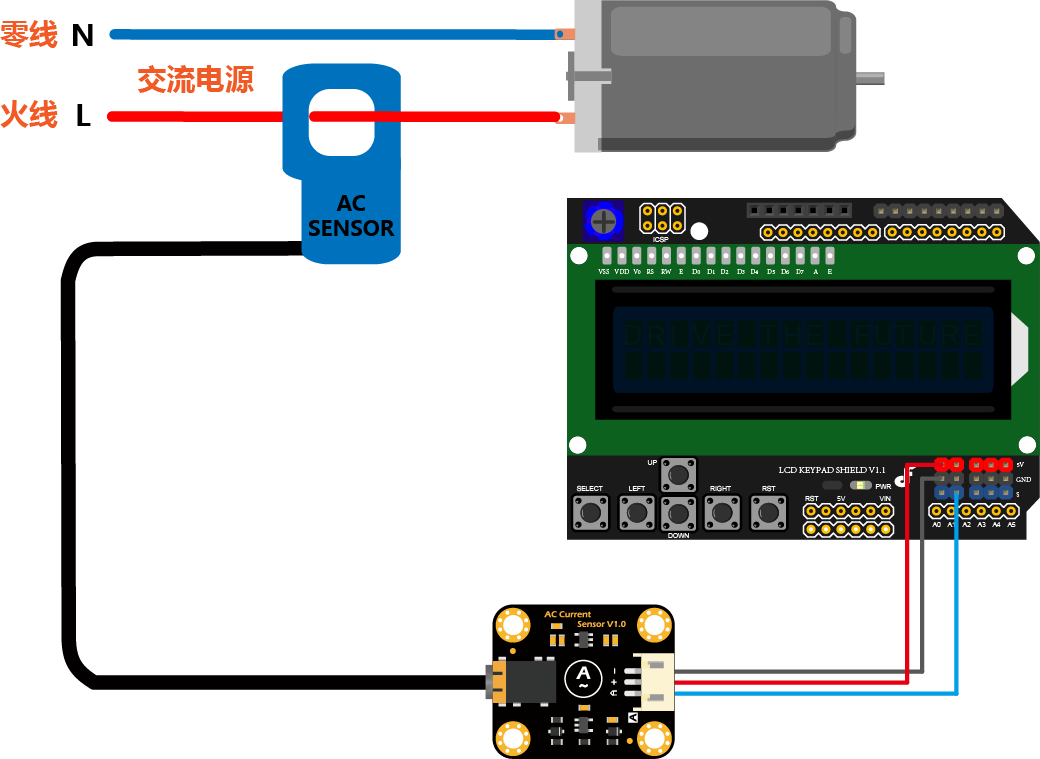 零线 N
交流电源
火线 L
AC
SENSOR
ICSP
VSS VDD V0 RS RW E D0 D1 D2 D3 D4 D5 D6 D7 A E
DRIVE THE FUTURE
LCD KEYPAD SHIELD V1.1
5V
GND
S
UP
PWR
SELECT LEFT RIGHT RST
DOWN
RST 5V VIN
A0 A1 A2 A3 A4 A5
AC Current
Sensor V1.0
A
~
- + A
A